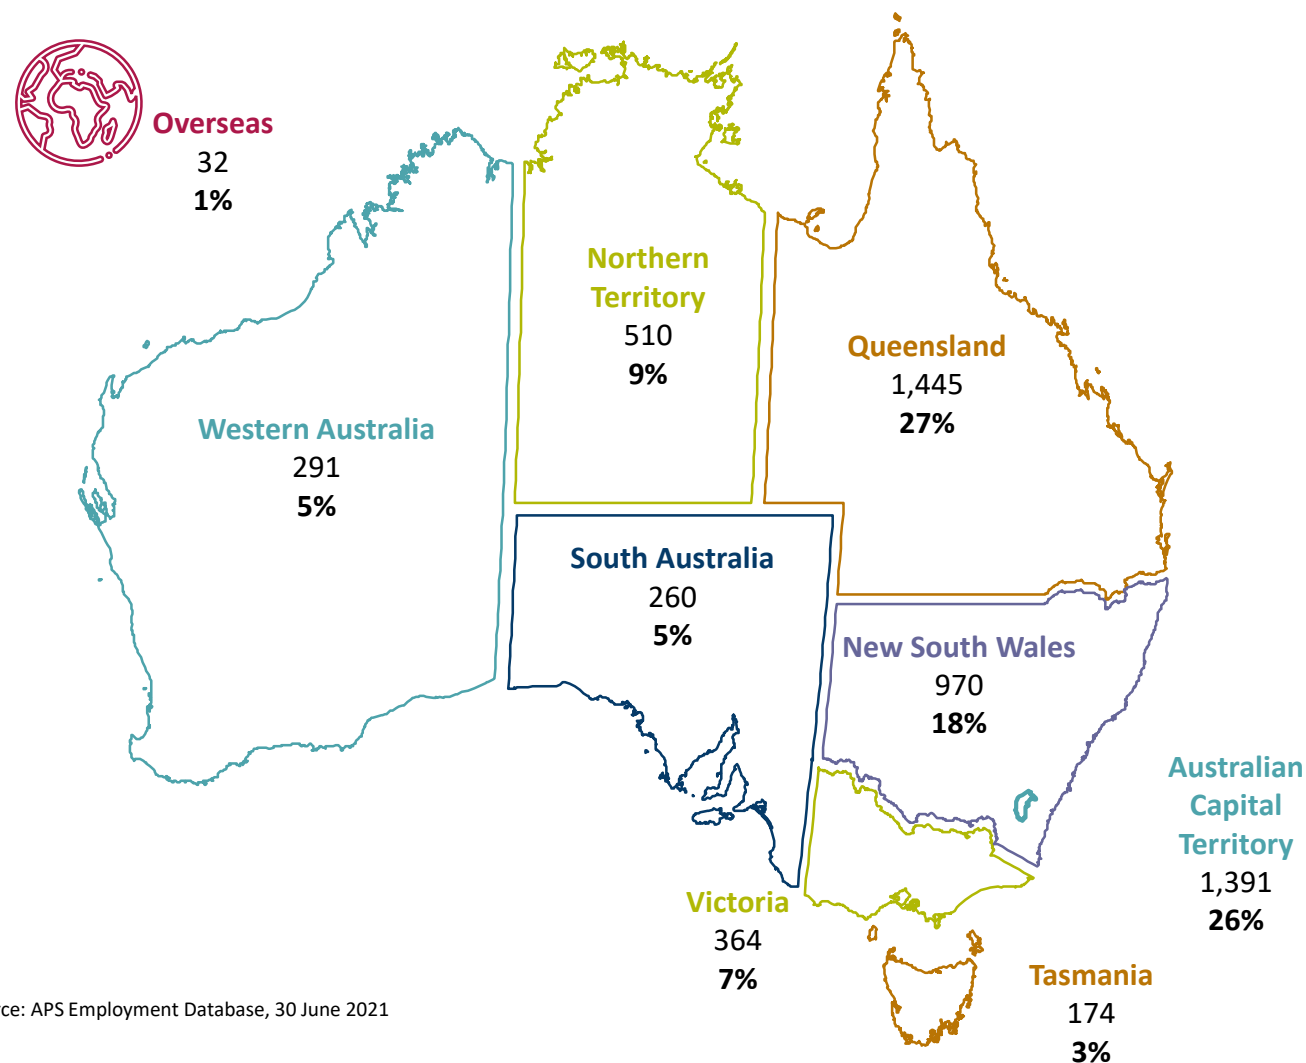 Overseas
32
1%
Northern
Territory
510
9%
Queensland
1,445
27%
Western Australia
291
5%
South Australia
260
5%
New South Wales
970
18%
Australian
Capital
Territory
1,391
26%
Victoria
364
7%
Tasmania
174
3%
rce: APS Employment Database, 30 June 2021